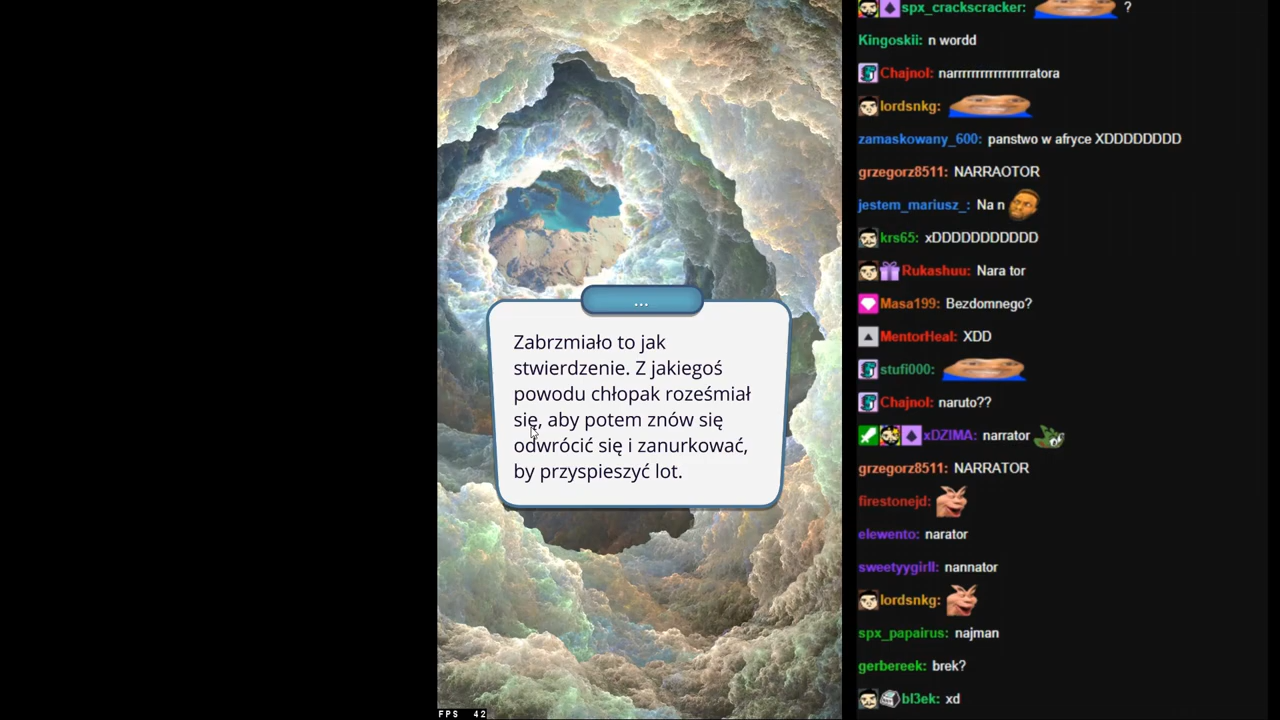 ...
Zabrzmiało to jak
stwierdzenie. Z jakiegoś
powodu chłopak roześmiał
się, aby potem znów się
odwrócić się i zanurkować,
by przyspieszyć lot.
FPS 42
spx_crackscracker: ?
Kingoskii: n wordd
Chajnol: narrrrrrrrrrrrrrrratora
lordsnkg:
zamaskowany_600: panstwo w afryce XDDDDDDDD
grzegorz8511: NARRAOTOR
jestem_mariusz_: Na n
krs65: xDDDDDDDDDDD
Rukashuu: Nara tor
Masa199: Bezdomnego?
MentorHeal: XDD
stufi000:
Chajnol: naruto??
xDZIMA: narrator
grzegorz8511: NARRATOR
firestonejd:
elewento: narator
sweetyygirll: nannator
lordsnkg:
spx_papairus: najman
gerbereek: brek?
bl3ek: xd